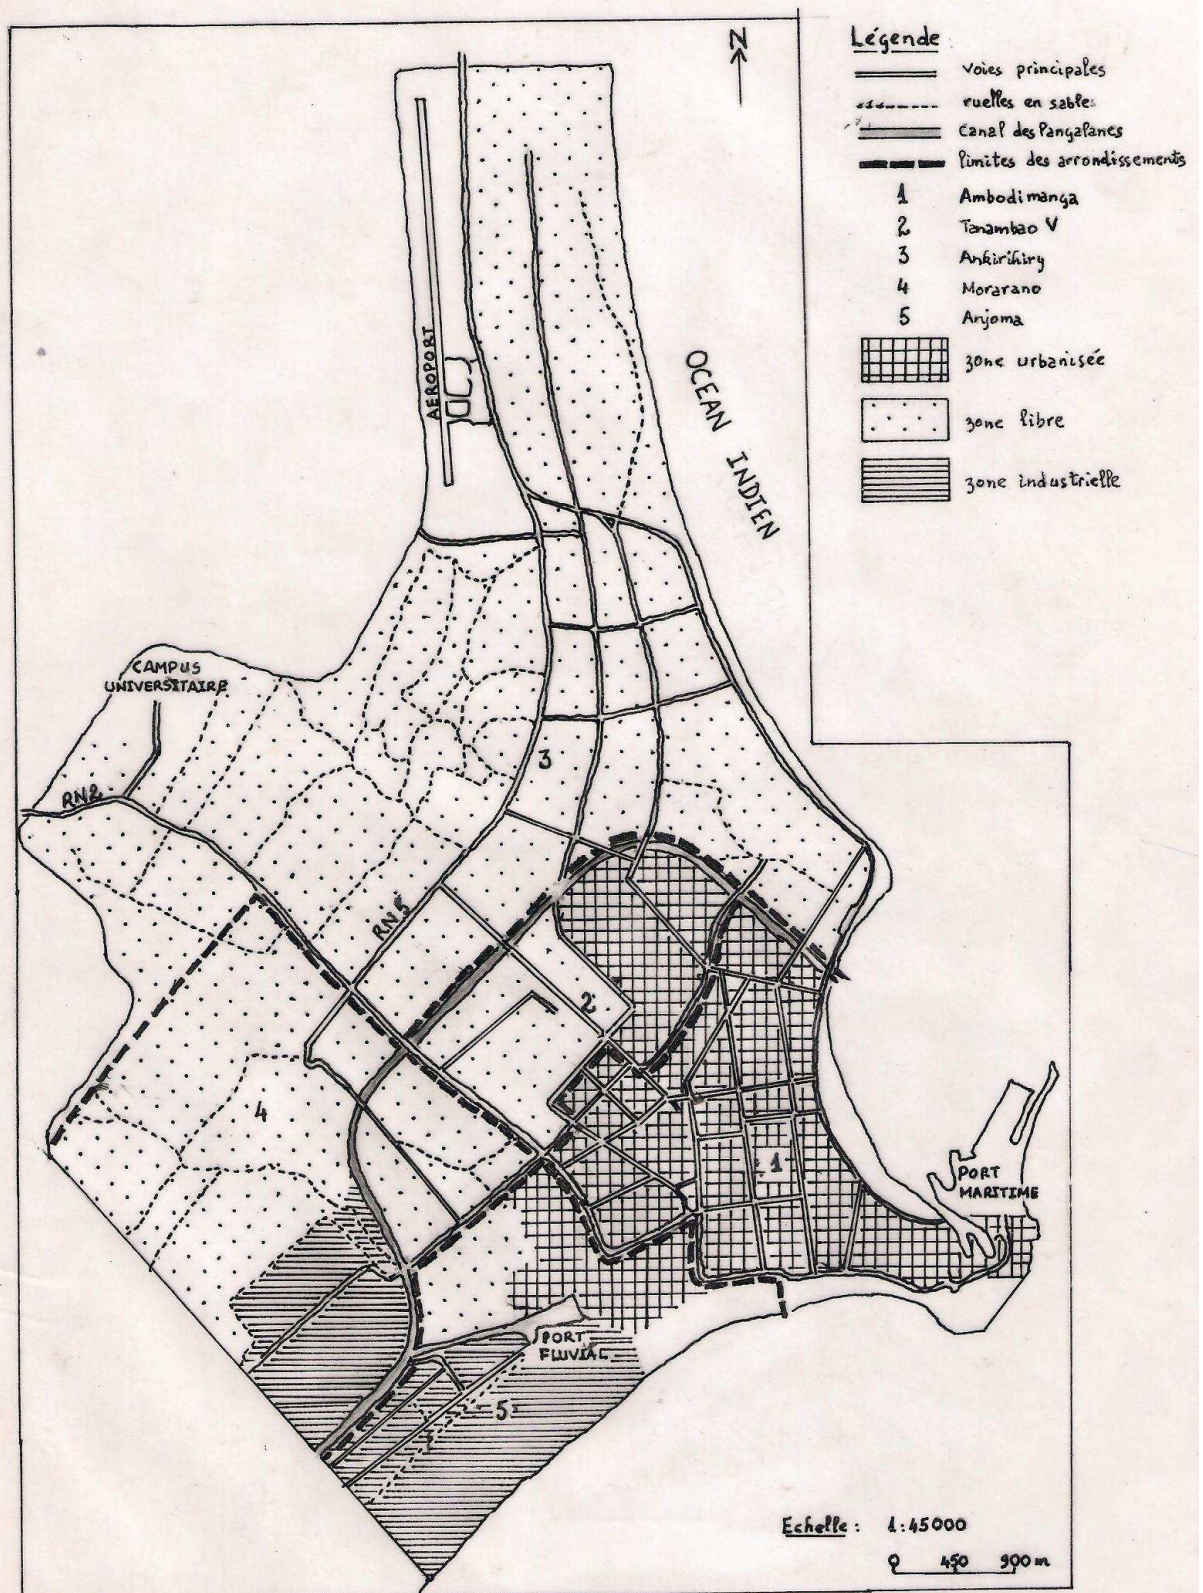 N
Légende
voies principales
ruelles en sables
Canal des Pangalanes
limites des arrondissements
1 Ambodimanga
2 Tanambao V
3 Ankirihiry
4 Morarano
5 Anjoma
zone urbanisée
zone libre
zone industrielle
AEROPORT
OCEAN INDIEN
CAMPUS
UNIVERSITAIRE
RN2
3
RN5
2
4
1
PORT
MARITIME
PORT
FLUVIAL
5
Echelle : 1:45000
0 450 900 m